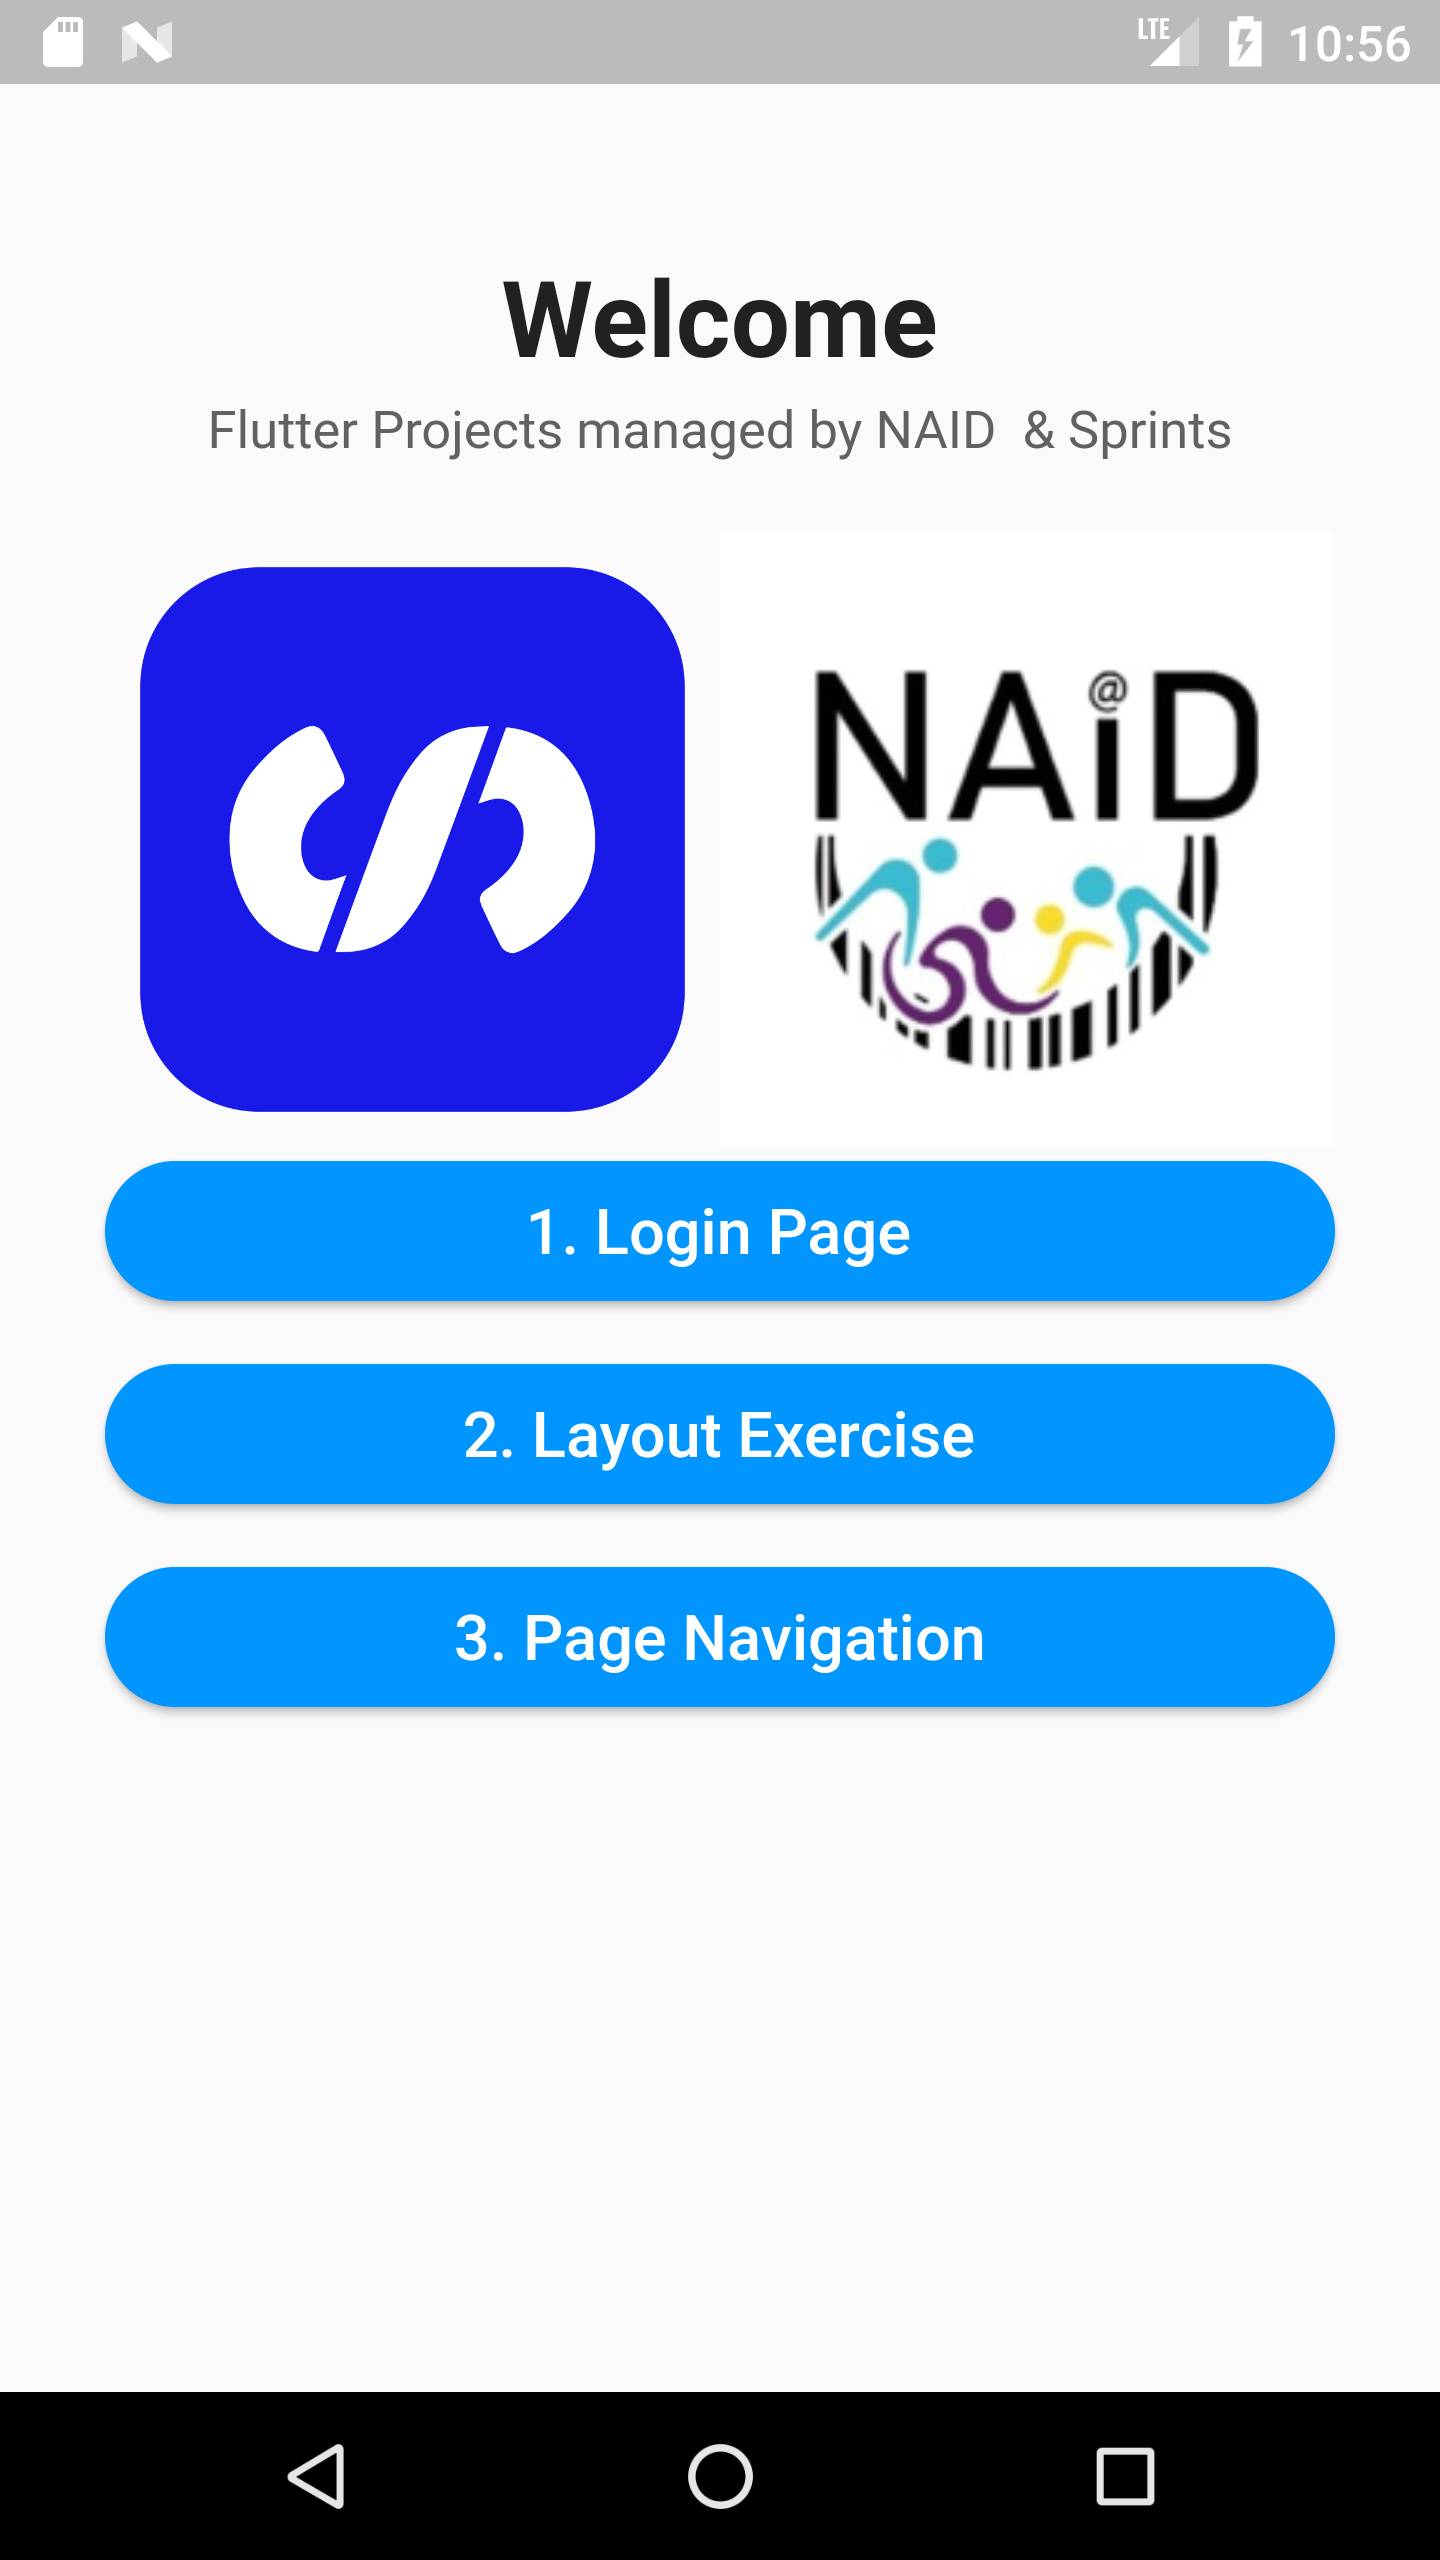 LTE 10:56
Welcome
Flutter Projects managed by NAID  & Sprints
NAiD
@
1. Login Page
2. Layout Exercise
3. Page Navigation